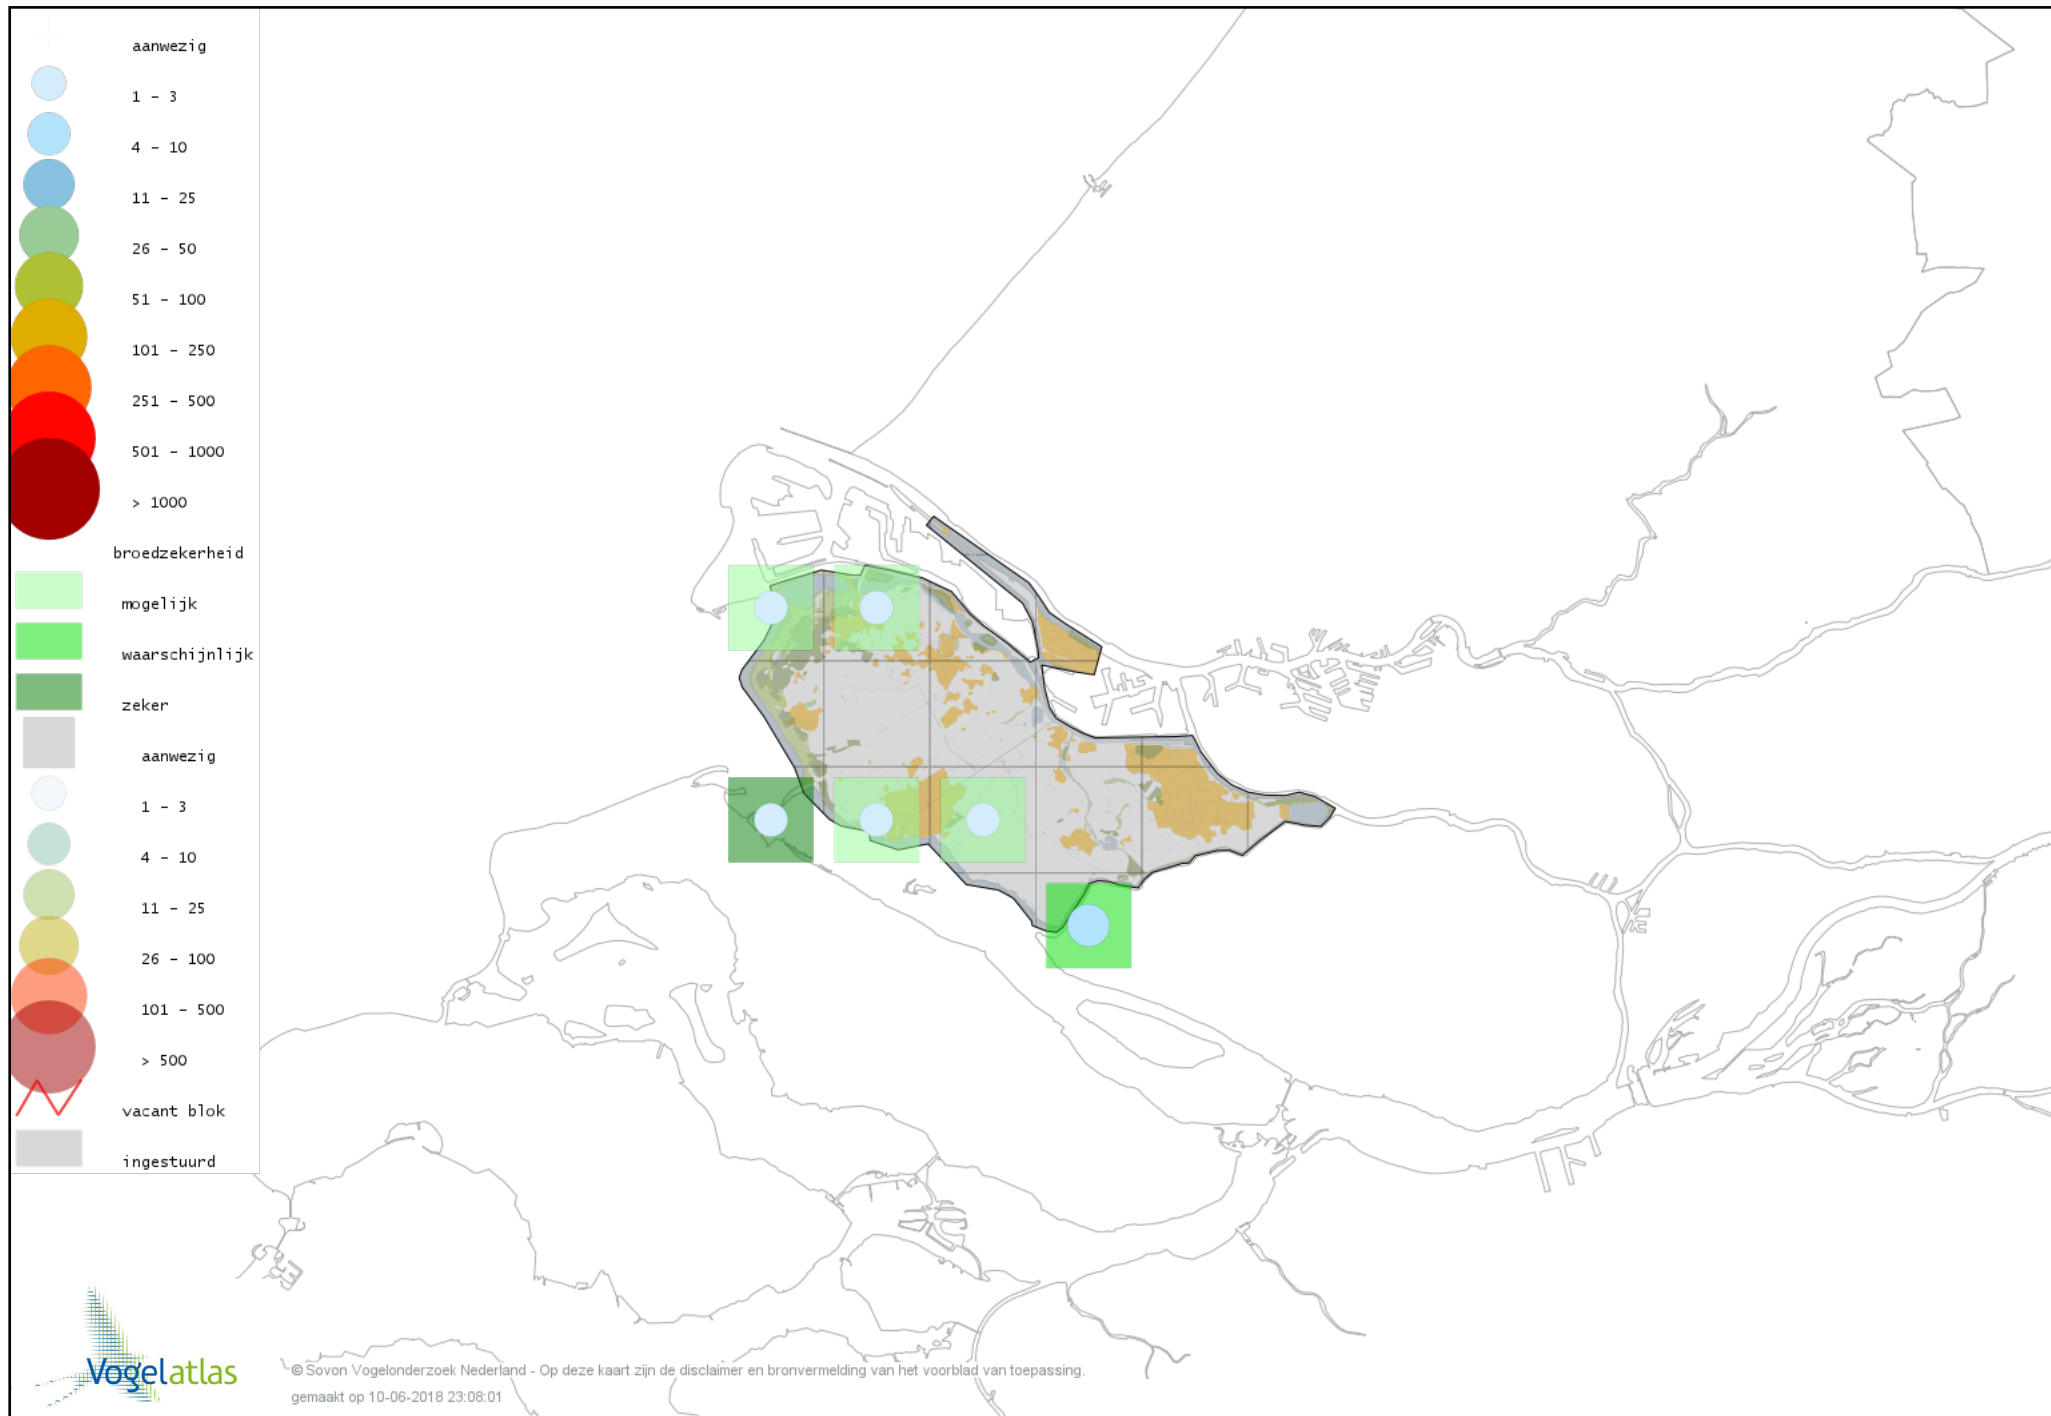 aanwezig
1 - 3
4 - 10
11 - 25
26 - 50
51 - 100
101 - 250
251 - 500
501 - 1000
> 1000
broedzekerheid
mogelijk
waarschijnlijk
zeker
aanwezig
1 - 3
4 - 10
11 - 25
26 - 100
101 - 500
> 500
vacant blok
ingestuurd
Vogelatlas
© Sovon Vogelonderzoek Nederland - Op deze kaart zijn de disclaimer en bronvermelding van het voorblad van toepassing.
gemaakt op 10-06-2018 23:08:01